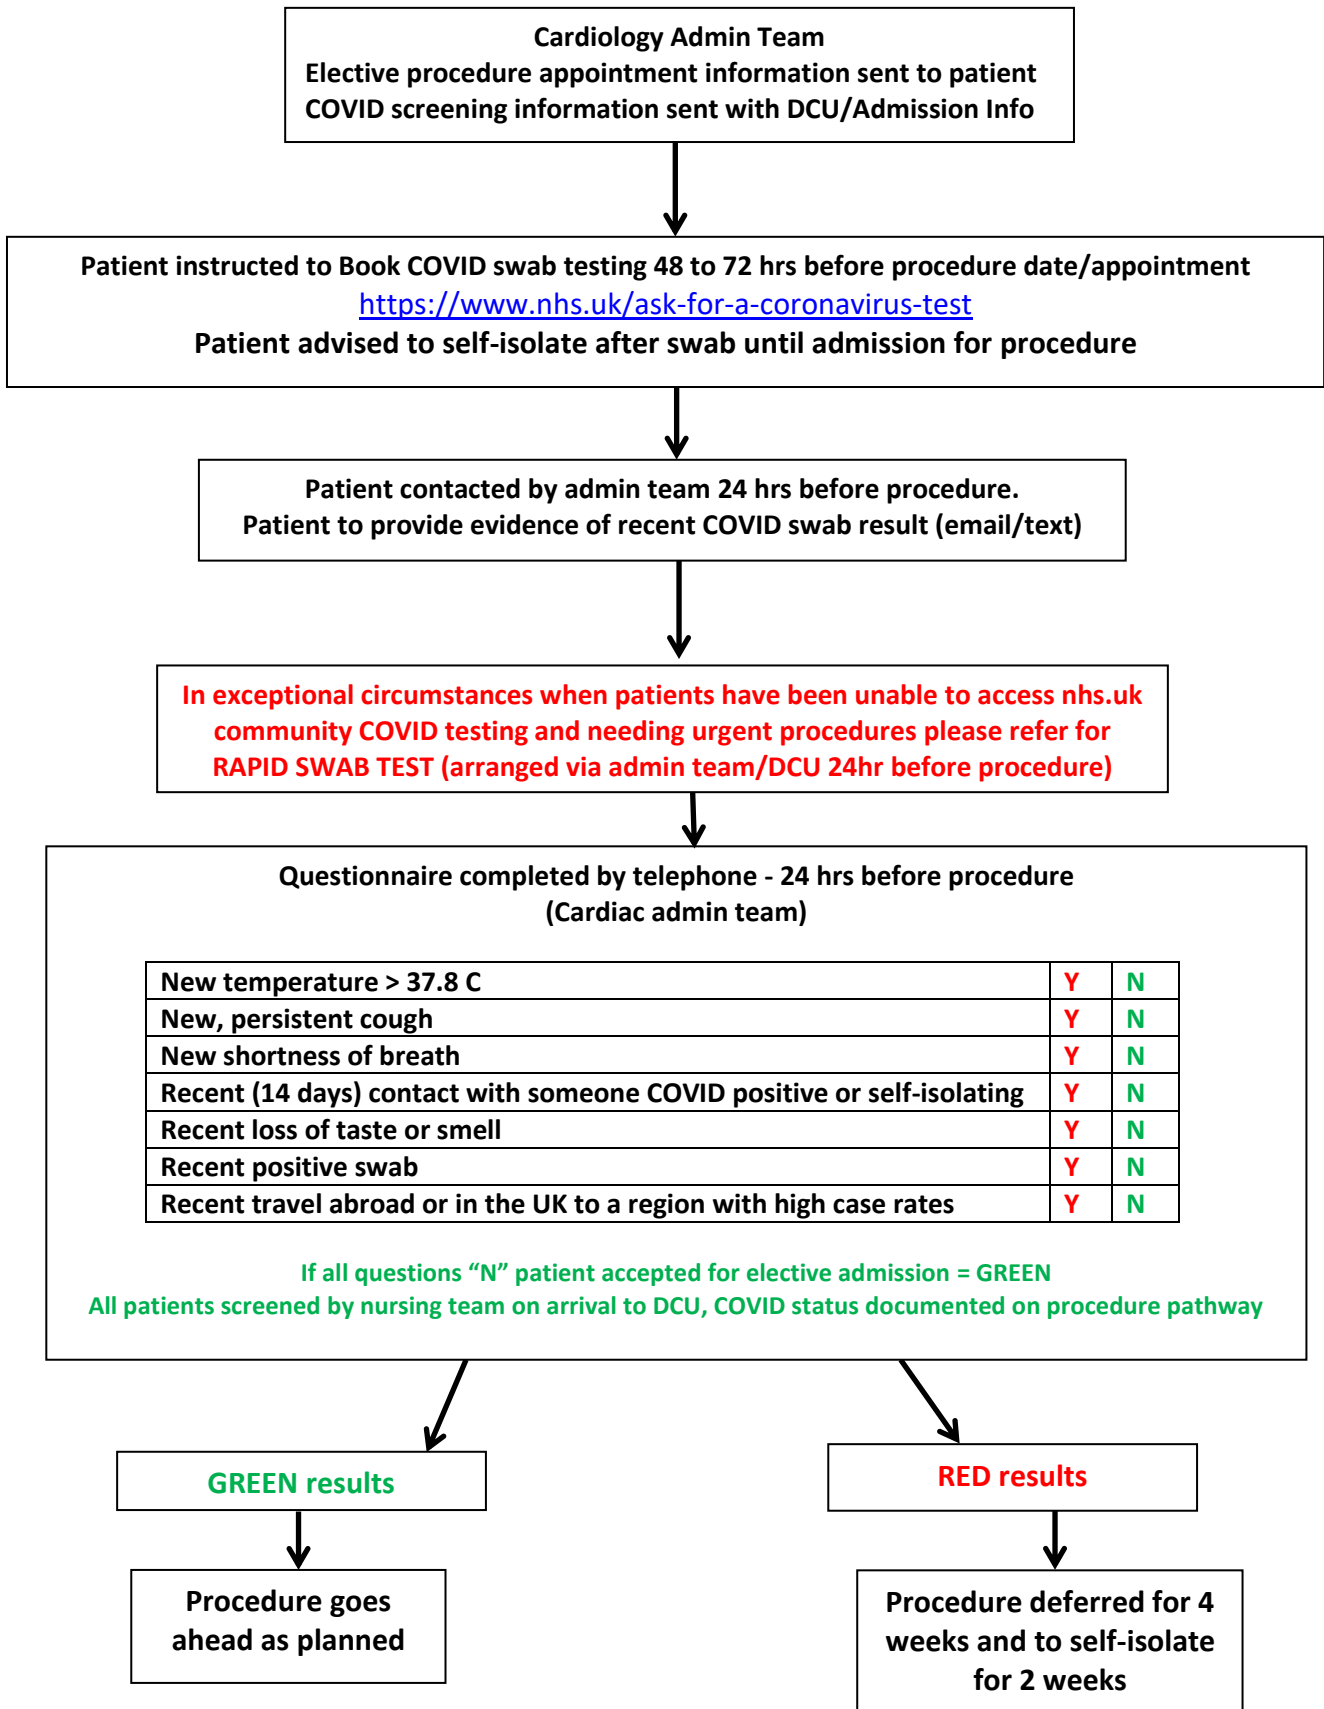 Cardiology Admin Team
Elective procedure appointment information sent to patient
COVID screening information sent with DCU/Admission Info
Patient instructed to Book COVID swab testing 48 to 72 hrs before procedure date/appointment
https://www.nhs.uk/ask-for-a-coronavirus-test
Patient advised to self-isolate after swab until admission for procedure
Patient contacted by admin team 24 hrs before procedure.
Patient to provide evidence of recent COVID swab result (email/text)
In exceptional circumstances when patients have been unable to access nhs.uk
community COVID testing and needing urgent procedures please refer for
RAPID SWAB TEST (arranged via admin team/DCU 24hr before procedure)
Questionnaire completed by telephone - 24 hrs before procedure
(Cardiac admin team)
New temperature > 37.8 C Y N
New, persistent cough Y N
New shortness of breath Y N
Recent (14 days) contact with someone COVID positive or self-isolating Y N
Recent loss of taste or smell Y N
Recent positive swab Y N
Recent travel abroad or in the UK to a region with high case rates Y N
If all questions “N” patient accepted for elective admission = GREEN
All patients screened by nursing team on arrival to DCU, COVID status documented on procedure pathway
GREEN results
RED results
Procedure goes
ahead as planned
Procedure deferred for 4
weeks and to self-isolate
for 2 weeks